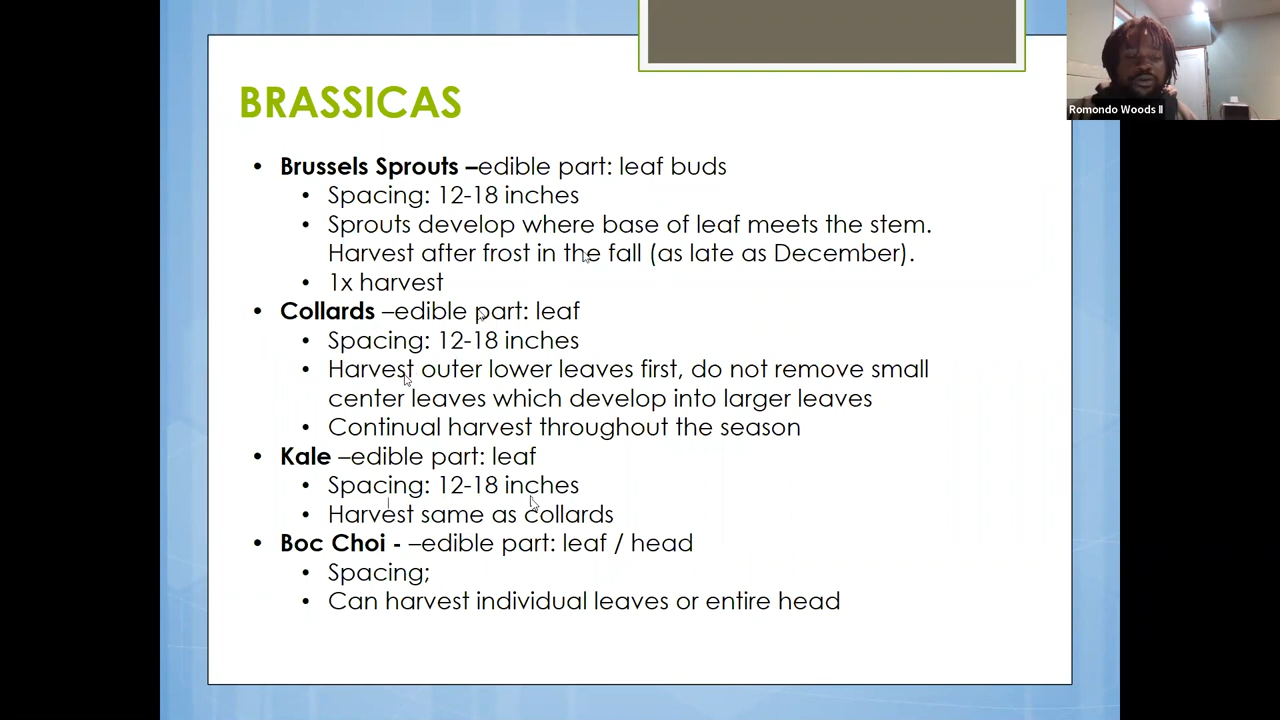 BRASSICAS
Romondo Woods II
• Brussels Sprouts –edible part: leaf buds
• Spacing: 12-18 inches
• Sprouts develop where base of leaf meets the stem.
Harvest after frost in the fall (as late as December).
• 1x harvest
• Collards –edible part: leaf
• Spacing: 12-18 inches
• Harvest outer lower leaves first, do not remove small
center leaves which develop into larger leaves
• Continual harvest throughout the season
• Kale –edible part: leaf
• Spacing: 12-18 inches
• Harvest same as collards
• Boc Choi - –edible part: leaf / head
• Spacing;
• Can harvest individual leaves or entire head